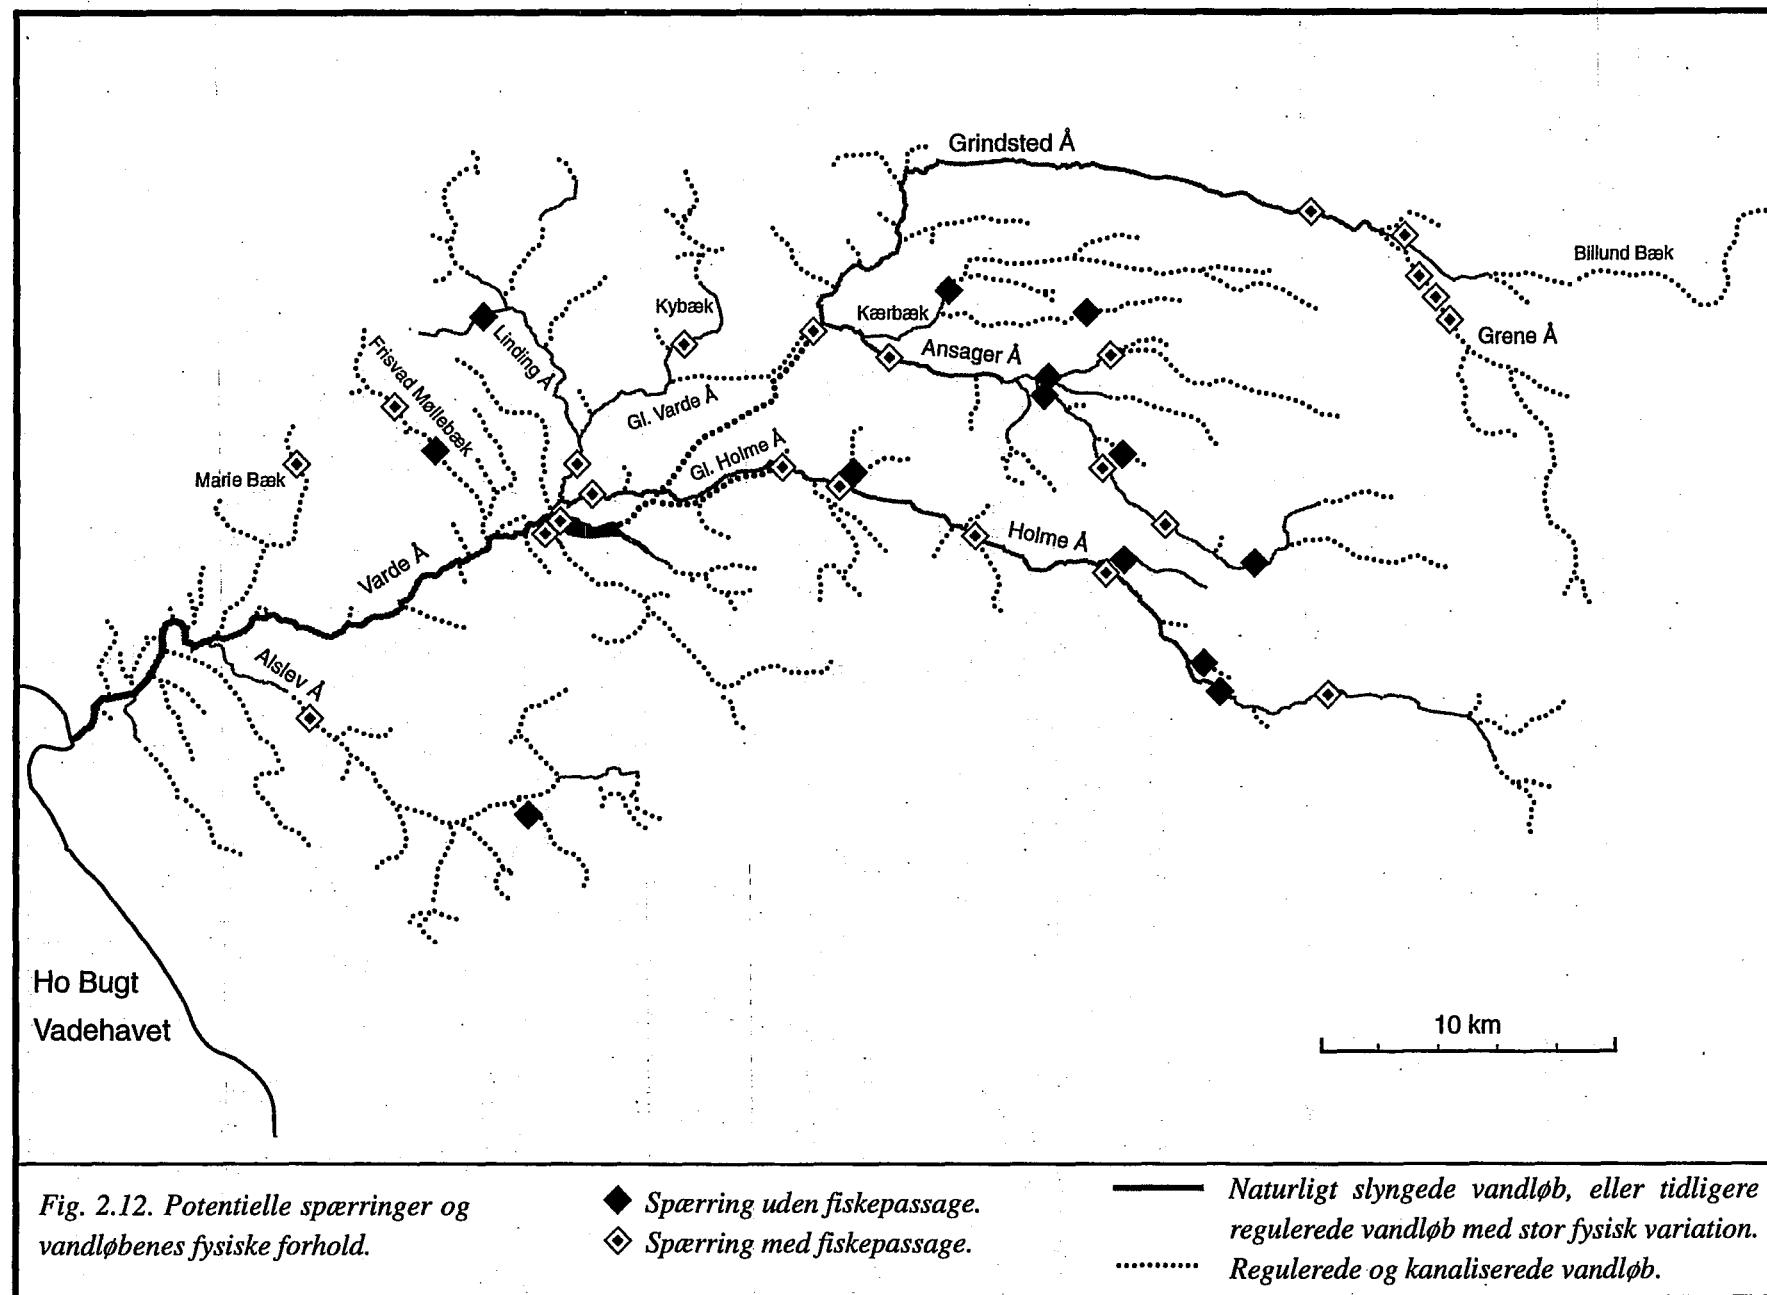 Grindsted Å
Billund Bæk
Kybæk
Kærbæk
Grene Å
Linding Å
Ansager Å
Frisvad Møllebæk
Gl. Varde Å
Gl. Holme Å
Marie Bæk
Holme Å
Varde Å
Alslev Å
Ho Bugt
Vadehavet
10 km
Fig. 2.12. Potentielle spærringer og
vandløbenes fysiske forhold.
Spærring uden fiskepassage.
Spærring med fiskepassage.
Naturligt slyngede vandløb, eller tidligere
regulerede vandløb med stor fysisk variation.
Regulerede og kanaliserede vandløb.